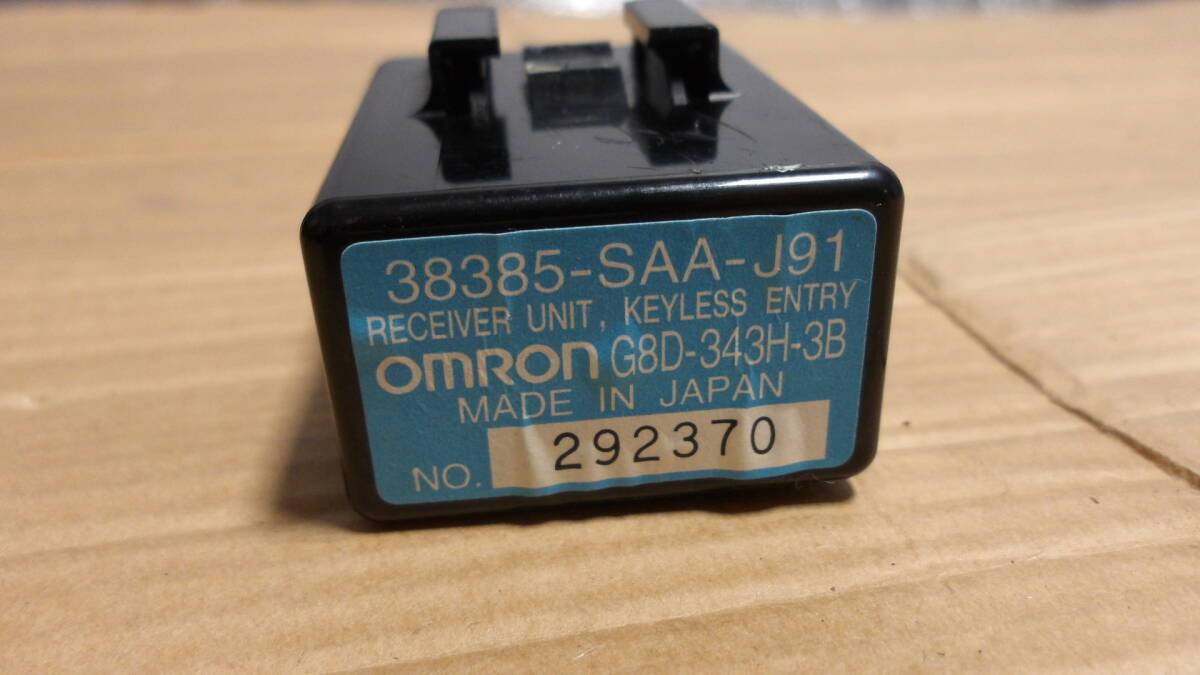 38385-SAA-J91
RECEIVER UNIT, KEYLESS ENTRY
OMRON G8D-343H-3B
MADE IN JAPAN
NO. 292370